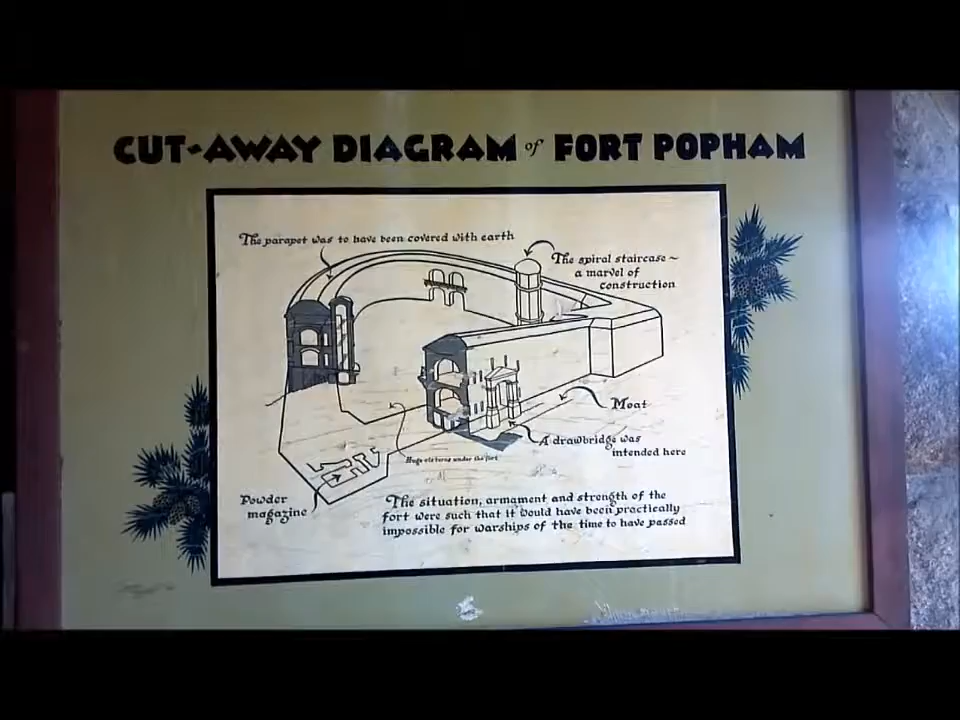 CUT-AWAY DIAGRAM of FORT POPHAM
The parapet was to have been covered with earth
The spiral staircase ~
a marvel of
construction
Moat
A drawbridge was
intended here
Huge cisterns under the fort
Powder
magazine
The situation, armament and strength of the
fort were such that it would have been practically
impossible for warships of the time to have passed